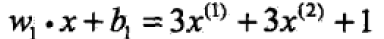 w₁ • x + b₁ = 3x⁽¹⁾ + 3x⁽²⁾ + 1